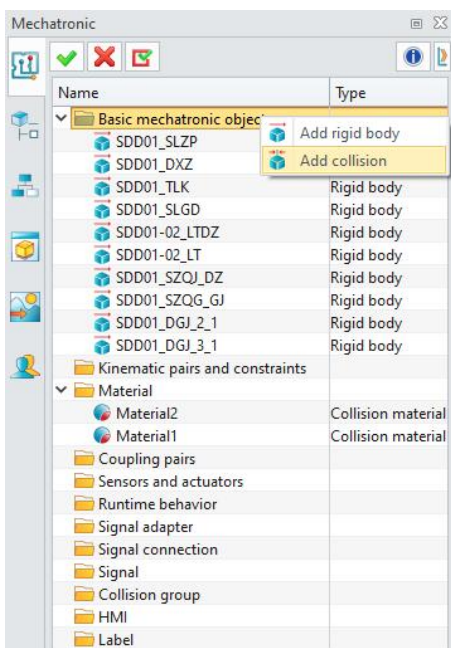 Mechatronic
Name Type
Basic mechatronic objec
Add rigid body
SDD01_SLZP
SDD01_DXZ
Add collision
SDD01_TLK Rigid body
SDD01_SLGD Rigid body
SDD01-02_LTDZ Rigid body
SDD01-02_LT Rigid body
SDD01_SZQJ_DZ Rigid body
SDD01_SZQG_GJ Rigid body
SDD01_DGJ_2_1 Rigid body
SDD01_DGJ_3_1 Rigid body
Kinematic pairs and constraints
Material
Material2 Collision material
Material1 Collision material
Coupling pairs
Sensors and actuators
Runtime behavior
Signal adapter
Signal connection
Signal
Collision group
HMI
Label